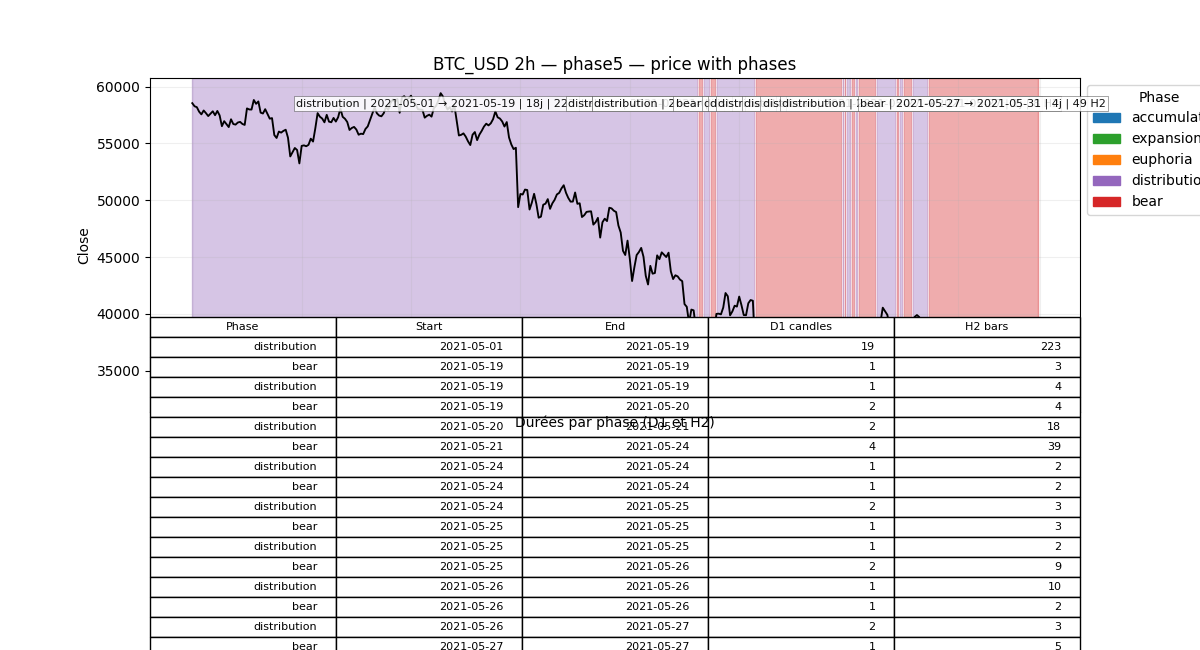 BTC_USD 2h — phase5 — price with phases
60000
55000
50000
45000
40000
35000
Close
distribution | 2021-05-01 → 2021-05-19 | 18j | 22
distribution | 2
bear
distribution |
bear | 2021-05-27 → 2021-05-31 | 4j | 49 H2
Phase
accumulat
expansion
euphoria
distributio
bear
Durées par phase (D1 et H2)
Phase Start End D1 candles H2 bars
distribution 2021-05-01 2021-05-19 19 223
bear 2021-05-19 2021-05-19 1 3
distribution 2021-05-19 2021-05-19 1 4
bear 2021-05-19 2021-05-20 2 4
distribution 2021-05-20 2021-05-21 2 18
bear 2021-05-21 2021-05-24 4 39
distribution 2021-05-24 2021-05-24 1 2
bear 2021-05-24 2021-05-24 1 2
distribution 2021-05-24 2021-05-25 2 3
bear 2021-05-25 2021-05-25 1 3
distribution 2021-05-25 2021-05-25 1 2
bear 2021-05-25 2021-05-26 2 9
distribution 2021-05-26 2021-05-26 1 10
bear 2021-05-26 2021-05-26 1 2
distribution 2021-05-26 2021-05-27 2 3
bear 2021-05-27 2021-05-27 1 5